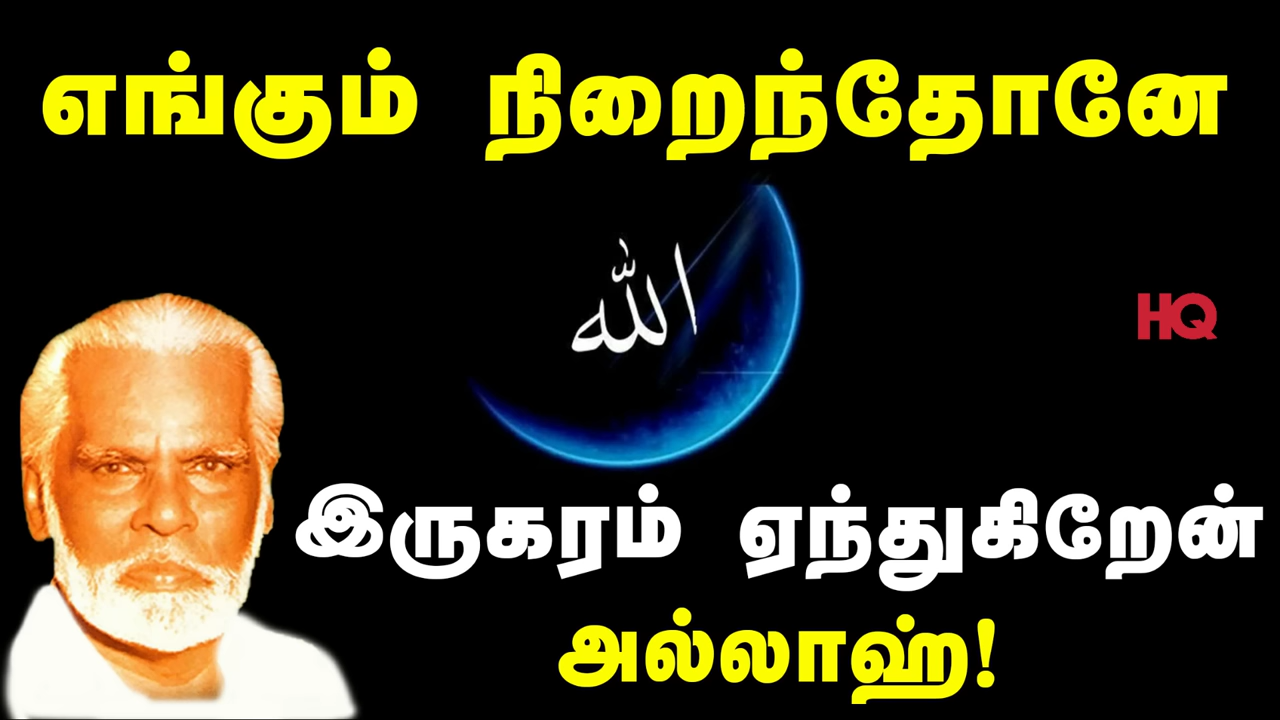 எங்கும் நிறைந்தோனே
الله
HQ
இருகரம் ஏந்துகிறேன்
அல்லாஹ்!